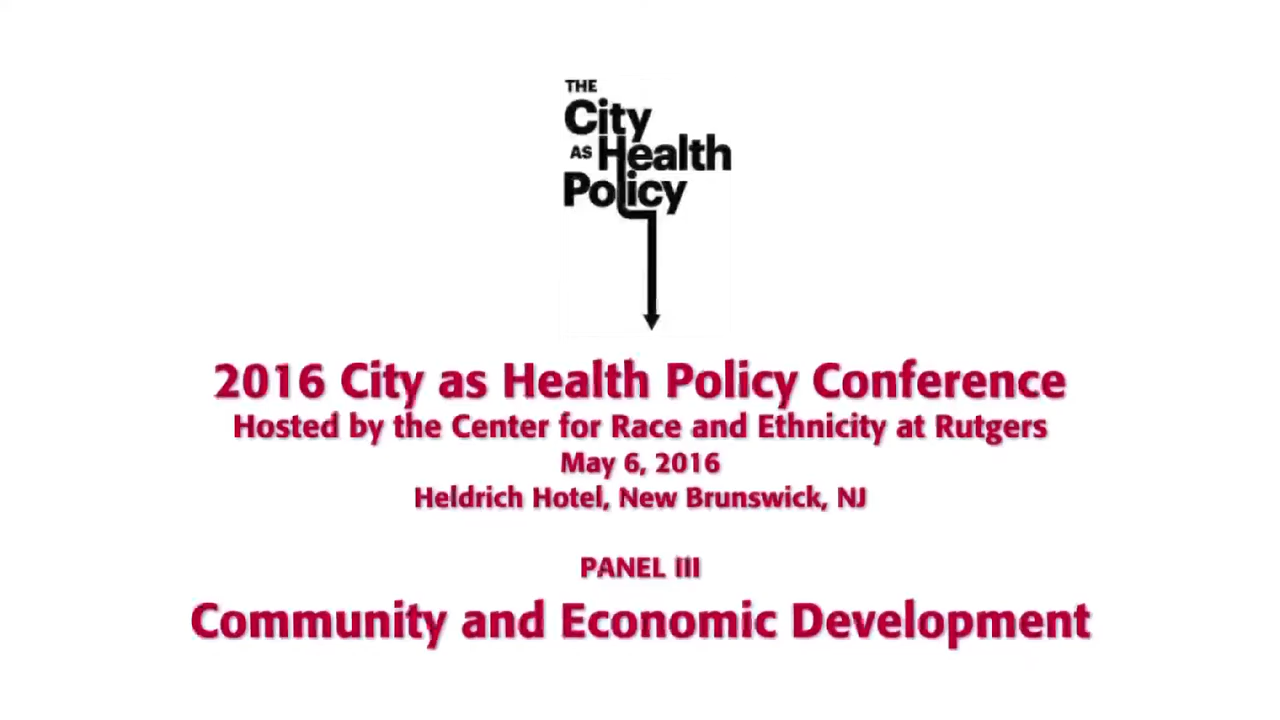 THE
City
AS Health
Policy
2016 City as Health Policy Conference
Hosted by the Center for Race and Ethnicity at Rutgers
May 6, 2016
Heldrich Hotel, New Brunswick, NJ
PANEL III
Community and Economic Development